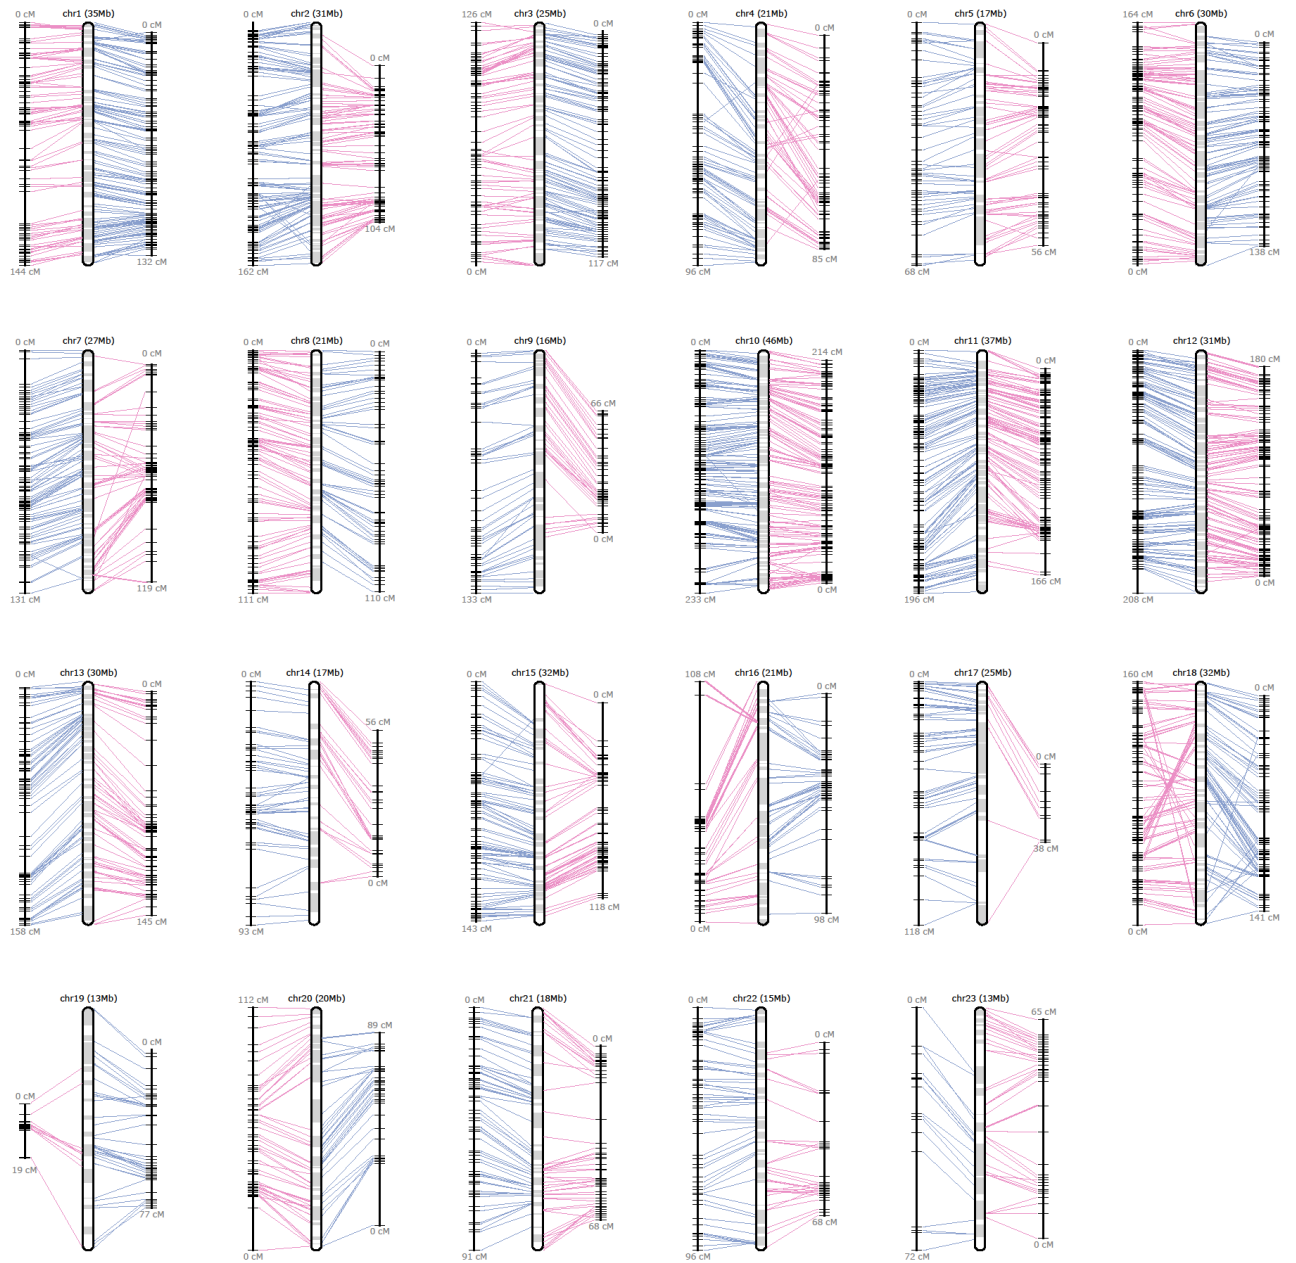 chr1 (35Mb)
0 cM
0 cM
144 cM
132 cM
chr2 (31Mb)
0 cM
0 cM
162 cM
104 cM
chr3 (25Mb)
126 cM
0 cM
0 cM
117 cM
chr4 (21Mb)
0 cM
0 cM
96 cM
85 cM
chr5 (17Mb)
0 cM
0 cM
68 cM
56 cM
chr6 (30Mb)
164 cM
0 cM
0 cM
138 cM
chr7 (27Mb)
0 cM
0 cM
131 cM
119 cM
chr8 (21Mb)
0 cM
0 cM
111 cM
110 cM
chr9 (16Mb)
0 cM
66 cM
133 cM
0 cM
chr10 (46Mb)
0 cM
214 cM
233 cM
0 cM
chr11 (37Mb)
0 cM
0 cM
196 cM
166 cM
chr12 (31Mb)
0 cM
180 cM
208 cM
0 cM
chr13 (30Mb)
0 cM
0 cM
158 cM
145 cM
chr14 (17Mb)
0 cM
56 cM
93 cM
0 cM
chr15 (32Mb)
0 cM
0 cM
143 cM
118 cM
chr16 (21Mb)
108 cM
0 cM
0 cM
98 cM
chr17 (25Mb)
0 cM
0 cM
118 cM
38 cM
chr18 (32Mb)
160 cM
0 cM
0 cM
141 cM
chr19 (13Mb)
0 cM
0 cM
19 cM
77 cM
chr20 (20Mb)
112 cM
89 cM
0 cM
0 cM
chr21 (18Mb)
0 cM
0 cM
91 cM
68 cM
chr22 (15Mb)
0 cM
0 cM
96 cM
68 cM
chr23 (13Mb)
0 cM
65 cM
72 cM
0 cM